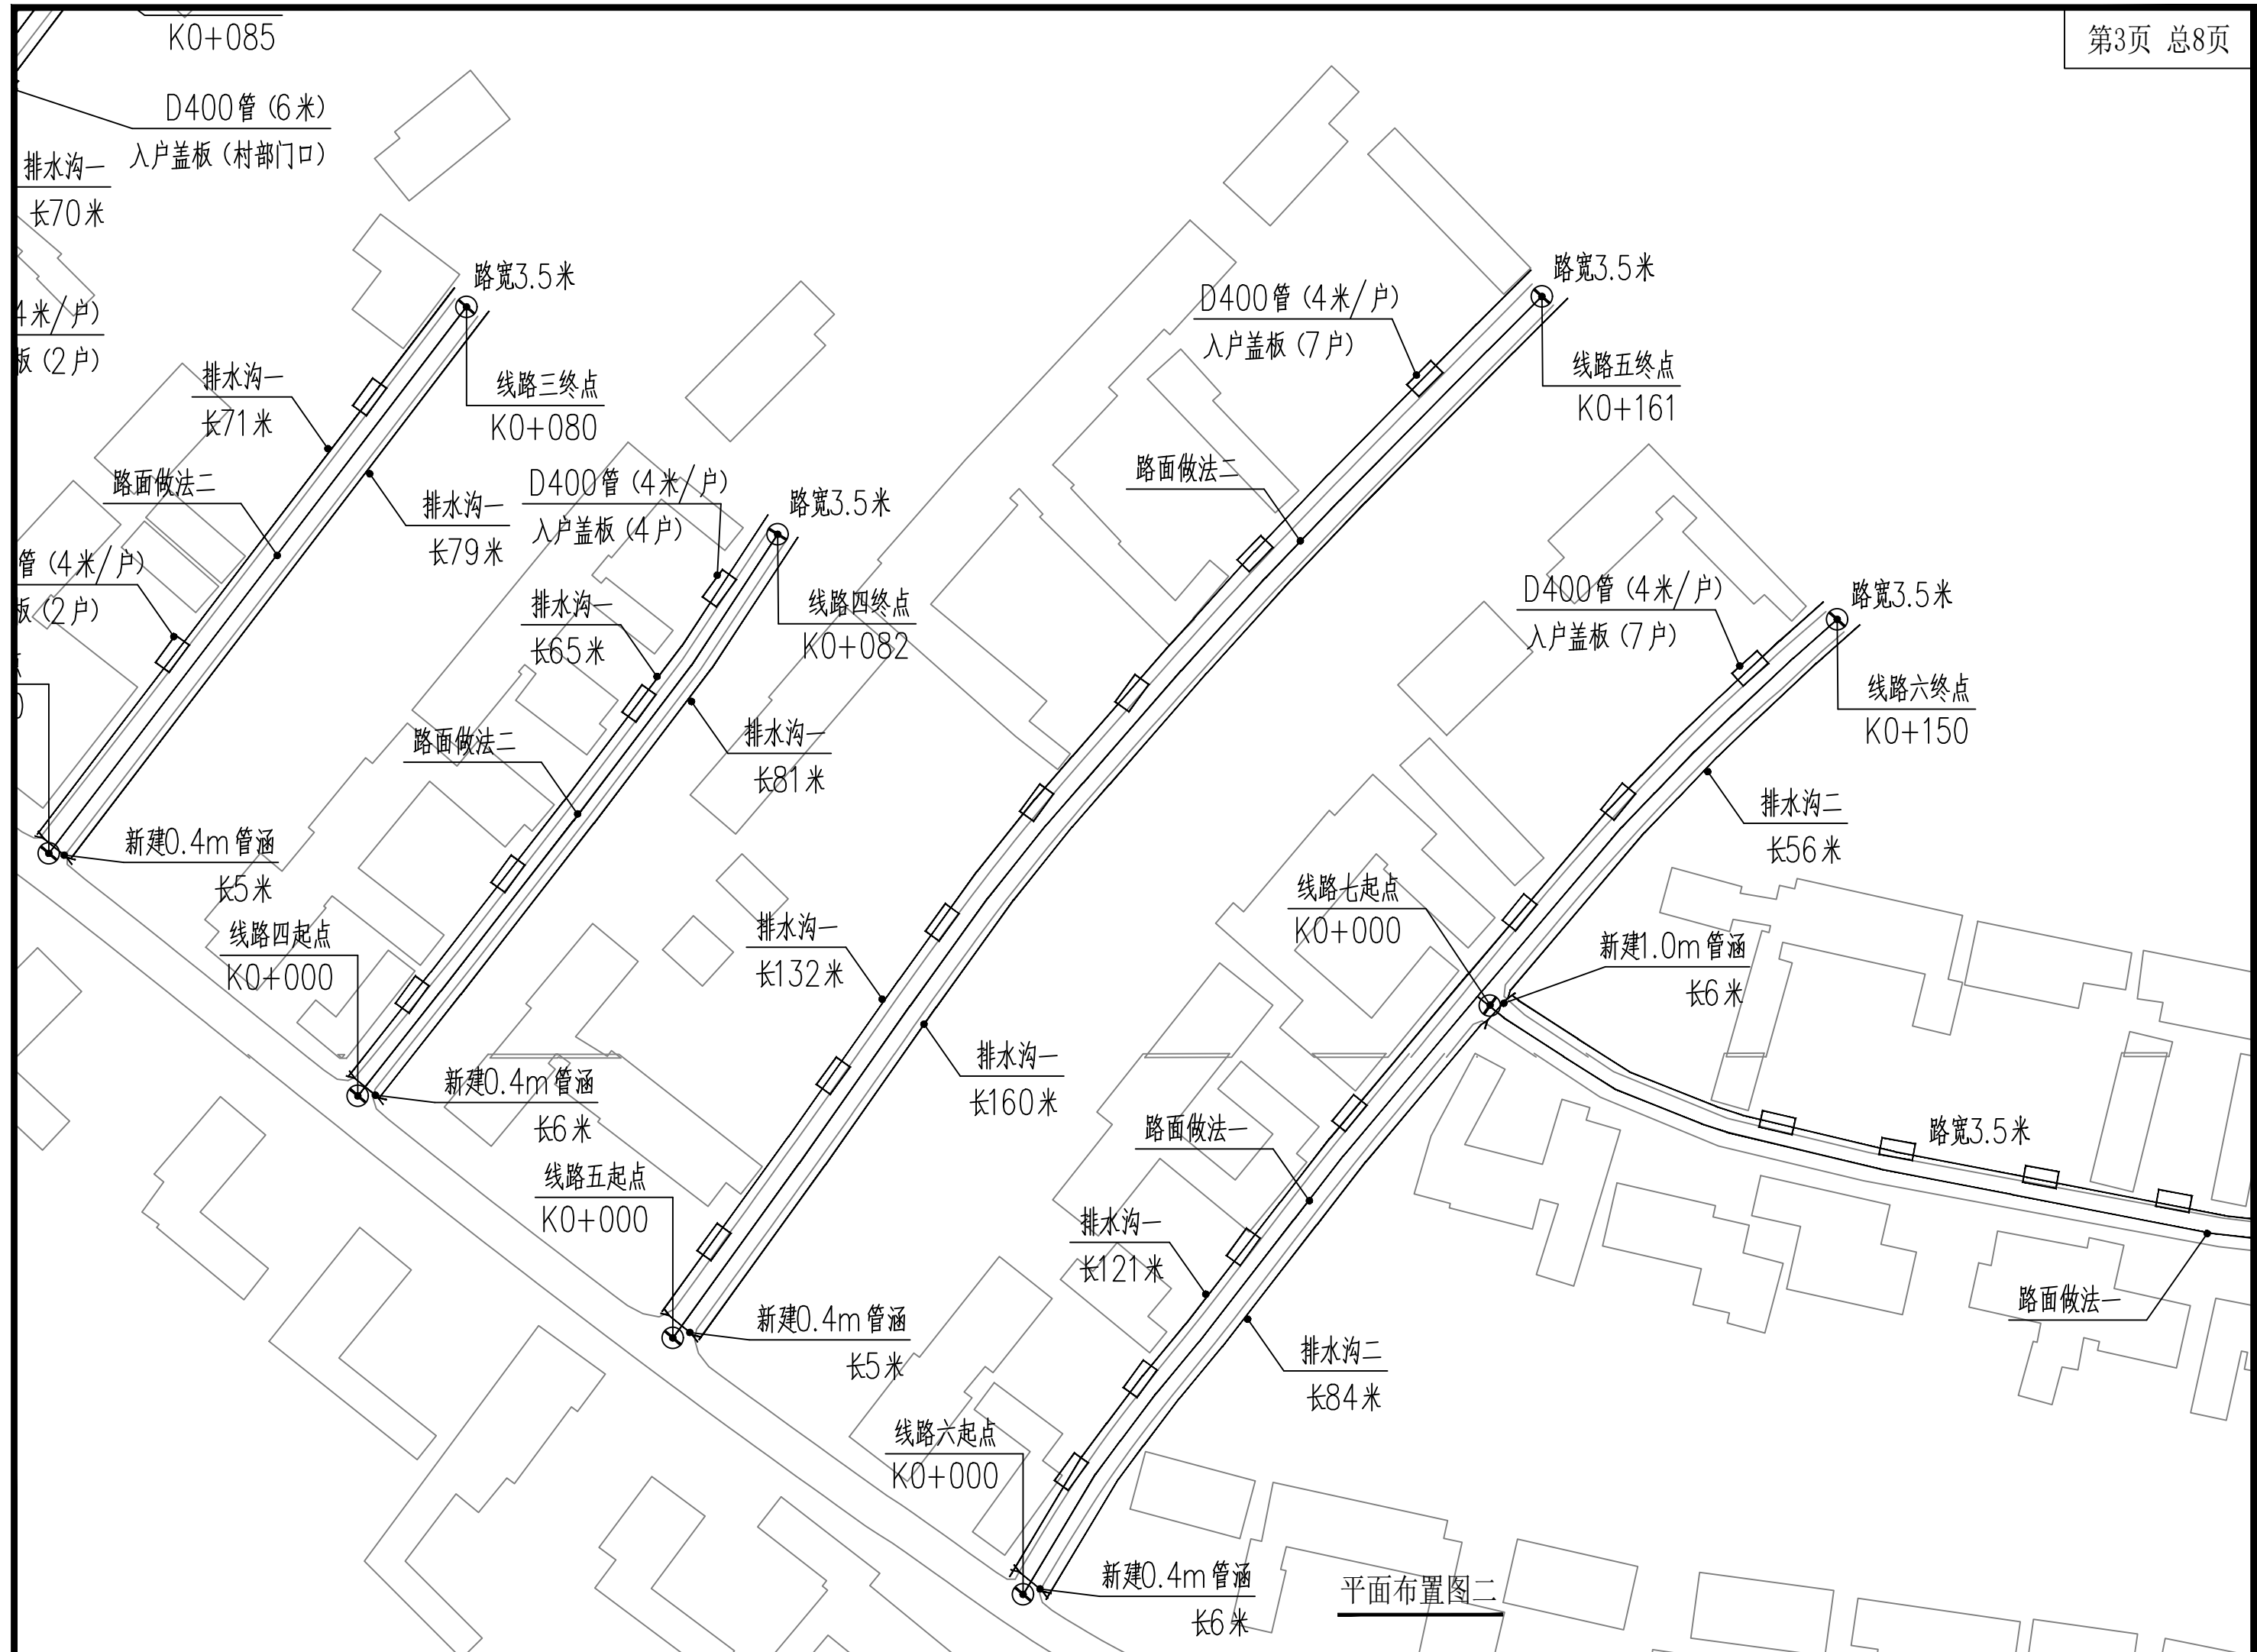 K0+085
第3页 总8页
D400管 (6米)
入户盖板 (村部门口)
排水沟一
长70米
4米/户)
板 (2户)
路宽3.5米
排水沟一
长71米
线路三终点
K0+080
路面做法二
排水沟一
长79米
管 (4米/户)
板 (2户)
新建0.4m管涵
长5米
D400管 (4米/户)
入户盖板 (4户)
路宽3.5米
排水沟一
长65米
线路四终点
K0+082
路面做法二
排水沟一
长81米
线路四起点
K0+000
新建0.4m管涵
长6米
D400管 (4米/户)
入户盖板 (7户)
路宽3.5米
线路五终点
K0+161
路面做法二
排水沟一
长132米
排水沟一
长160米
线路五起点
K0+000
新建0.4m管涵
长5米
D400管 (4米/户)
入户盖板 (7户)
路宽3.5米
线路六终点
K0+150
排水沟二
长56米
线路七起点
K0+000
新建1.0m管涵
长6米
路面做法一
路宽3.5米
排水沟一
长121米
路面做法一
排水沟二
长84米
线路六起点
K0+000
新建0.4m管涵
长6米
平面布置图二